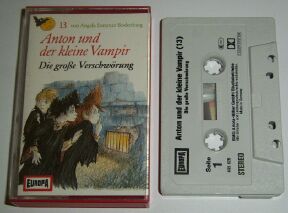 13 von Angela Sommer-Bodenburg
Anton und
der kleine Vampir
Die große Verschwörung
EUROPA
Anton und der kleine Vampir (13)
Die große Verschwörung
EUROPA
Seite
1
STEREO